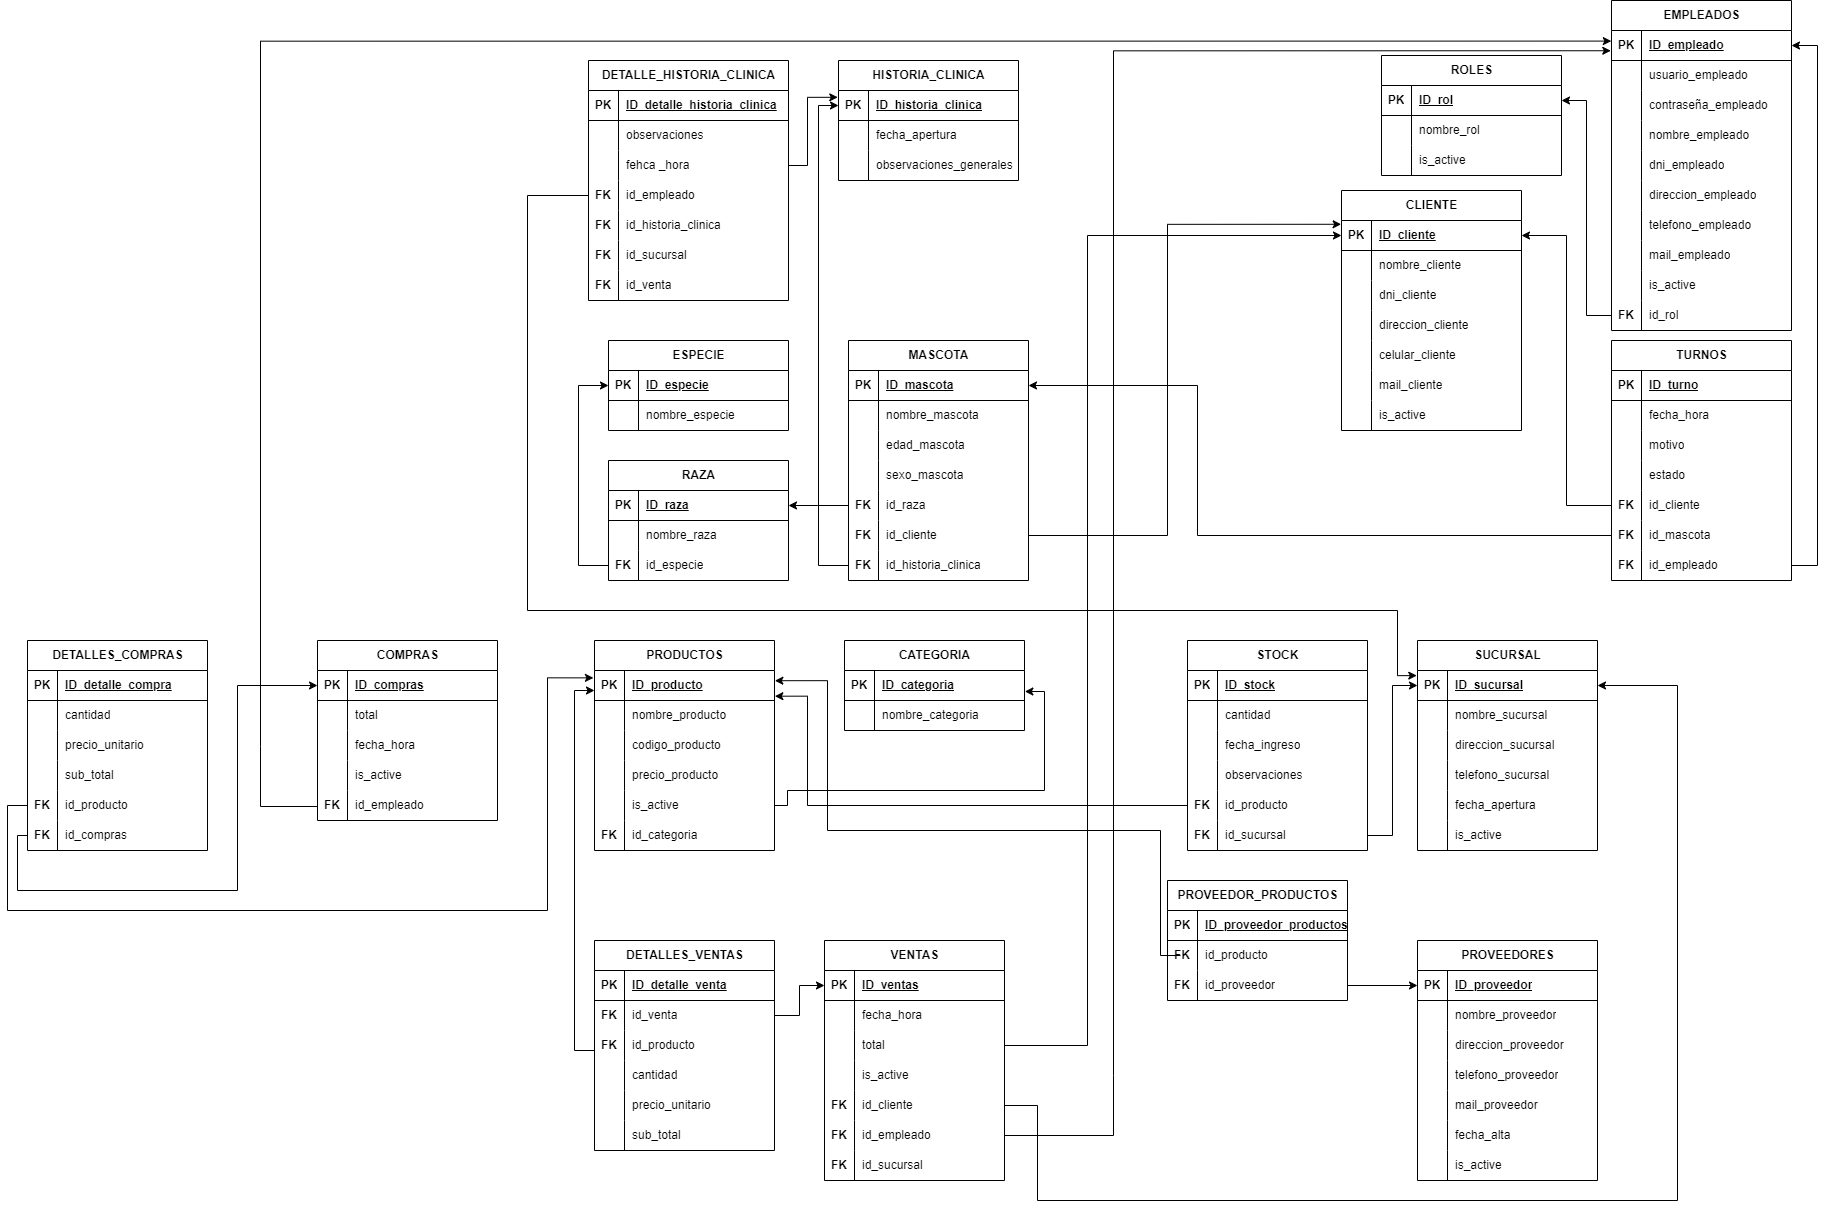 EMPLEADOS
PK ID_empleado
usuario_empleado
contraseña_empleado
nombre_empleado
dni_empleado
direccion_empleado
telefono_empleado
mail_empleado
is_active
FK id_rol
DETALLE_HISTORIA_CLINICA
PK ID_detalle_historia_clinica
observaciones
fehca _hora
FK id_empleado
FK id_historia_clinica
FK id_sucursal
FK id_venta
HISTORIA_CLINICA
PK ID_historia_clinica
fecha_apertura
observaciones_generales
ROLES
PK ID_rol
nombre_rol
is_active
CLIENTE
PK ID_cliente
nombre_cliente
dni_cliente
direccion_cliente
celular_cliente
mail_cliente
is_active
ESPECIE
PK ID_especie
nombre_especie
RAZA
PK ID_raza
nombre_raza
FK id_especie
MASCOTA
PK ID_mascota
nombre_mascota
edad_mascota
sexo_mascota
FK id_raza
FK id_cliente
FK id_historia_clinica
TURNOS
PK ID_turno
fecha_hora
motivo
estado
FK id_cliente
FK id_mascota
FK id_empleado
DETALLES_COMPRAS
PK ID_detalle_compra
cantidad
precio_unitario
sub_total
FK id_producto
FK id_compras
COMPRAS
PK ID_compras
total
fecha_hora
is_active
FK id_empleado
PRODUCTOS
PK ID_producto
nombre_producto
codigo_producto
precio_producto
is_active
FK id_categoria
CATEGORIA
PK ID_categoria
nombre_categoria
STOCK
PK ID_stock
cantidad
fecha_ingreso
observaciones
FK id_producto
FK id_sucursal
SUCURSAL
PK ID_sucursal
nombre_sucursal
direccion_sucursal
telefono_sucursal
fecha_apertura
is_active
DETALLES_VENTAS
PK ID_detalle_venta
FK id_venta
FK id_producto
cantidad
precio_unitario
sub_total
VENTAS
PK ID_ventas
fecha_hora
total
is_active
FK id_cliente
FK id_empleado
FK id_sucursal
PROVEEDOR_PRODUCTOS
PK ID_proveedor_productos
FK id_producto
FK id_proveedor
PROVEEDORES
PK ID_proveedor
nombre_proveedor
direccion_proveedor
telefono_proveedor
mail_proveedor
fecha_alta
is_active